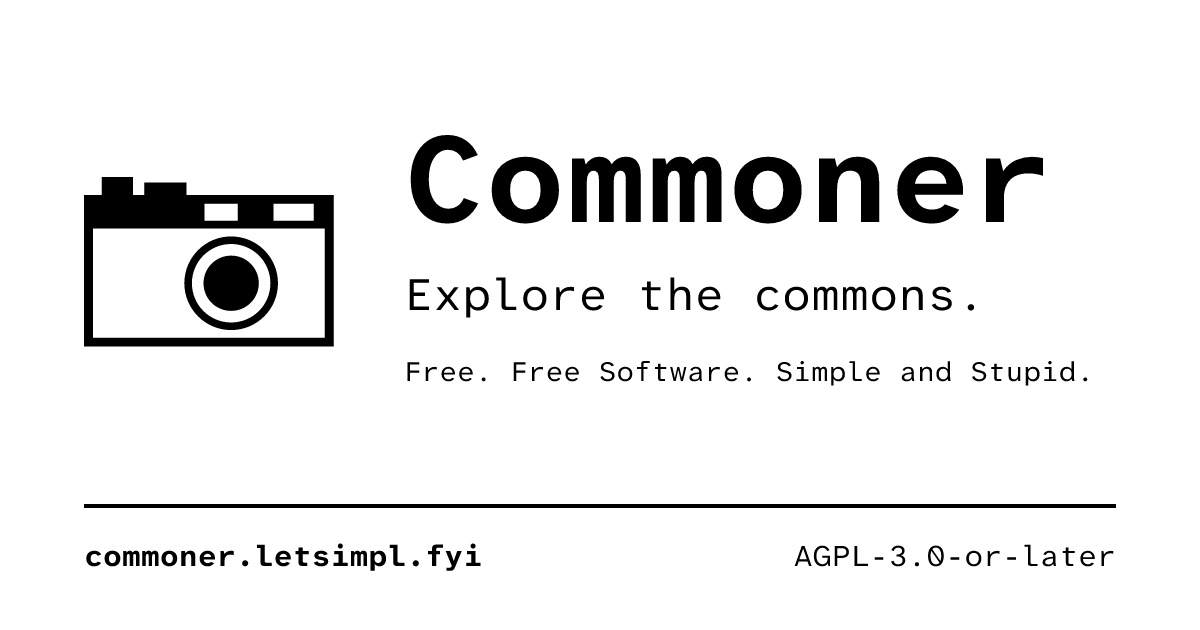 Commoner
Explore the commons.
Free. Free Software. Simple and Stupid.
commoner.letsimpl.fyi
AGPL-3.0-or-later